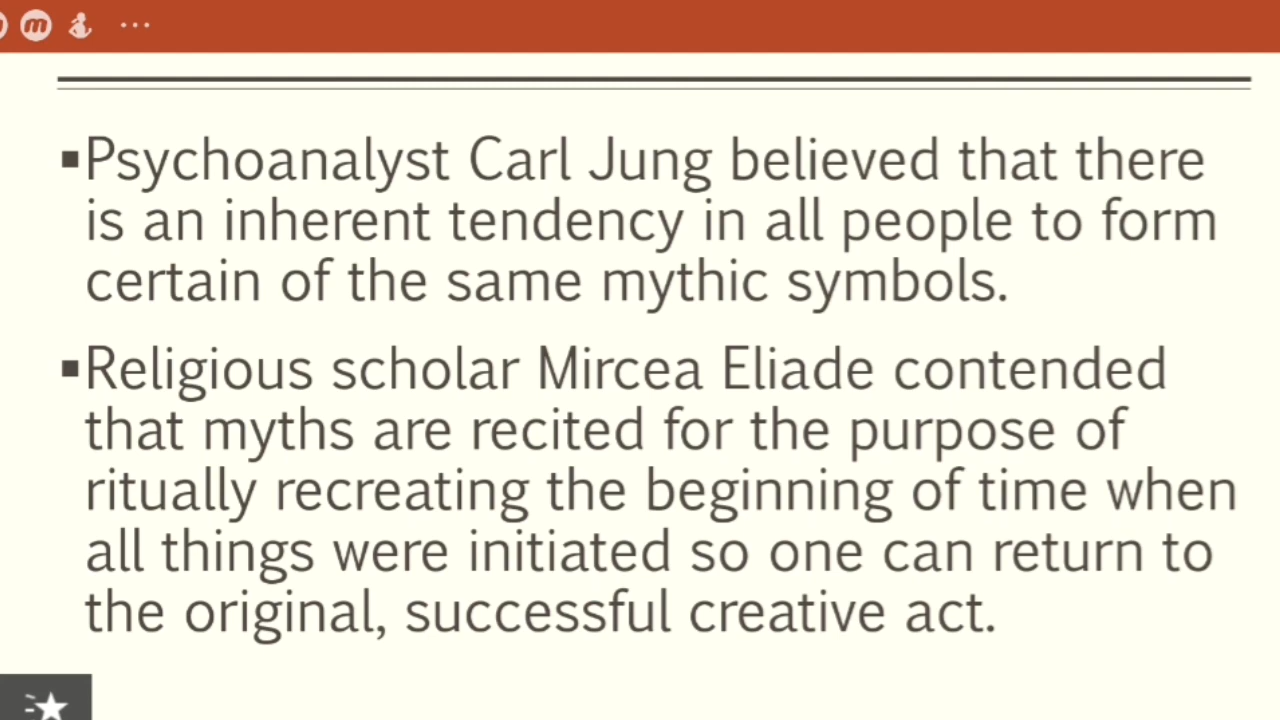 ▪Psychoanalyst Carl Jung believed that there
is an inherent tendency in all people to form
certain of the same mythic symbols.
▪Religious scholar Mircea Eliade contended
that myths are recited for the purpose of
ritually recreating the beginning of time when
all things were initiated so one can return to
the original, successful creative act.